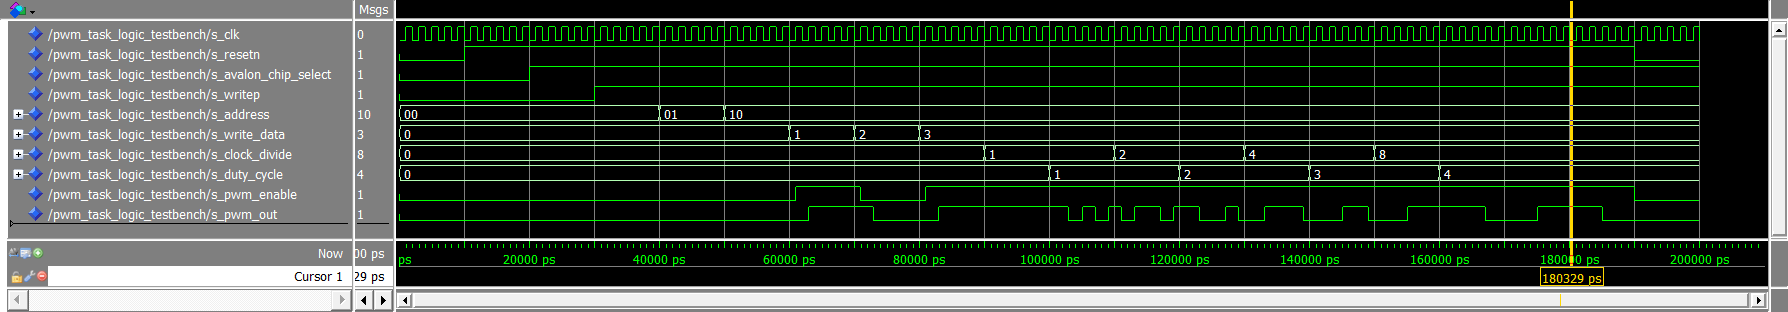 Msgs
/pwm_task_logic_testbench/s_clk 0
/pwm_task_logic_testbench/s_resetn 1
/pwm_task_logic_testbench/s_avalon_chip_select 1
/pwm_task_logic_testbench/s_writep 1
/pwm_task_logic_testbench/s_address 10 00 01 10
/pwm_task_logic_testbench/s_write_data 3 0 1 2 3
/pwm_task_logic_testbench/s_clock_divide 8 0 1 2 4 8
/pwm_task_logic_testbench/s_duty_cycle 4 0 1 2 3 4
/pwm_task_logic_testbench/s_pwm_enable 1
/pwm_task_logic_testbench/s_pwm_out 1
Now 00 ps ps 20000 ps 40000 ps 60000 ps 80000 ps 100000 ps 120000 ps 140000 ps 160000 ps 180000 ps 200000 ps
Cursor 1 29 ps 180329 ps